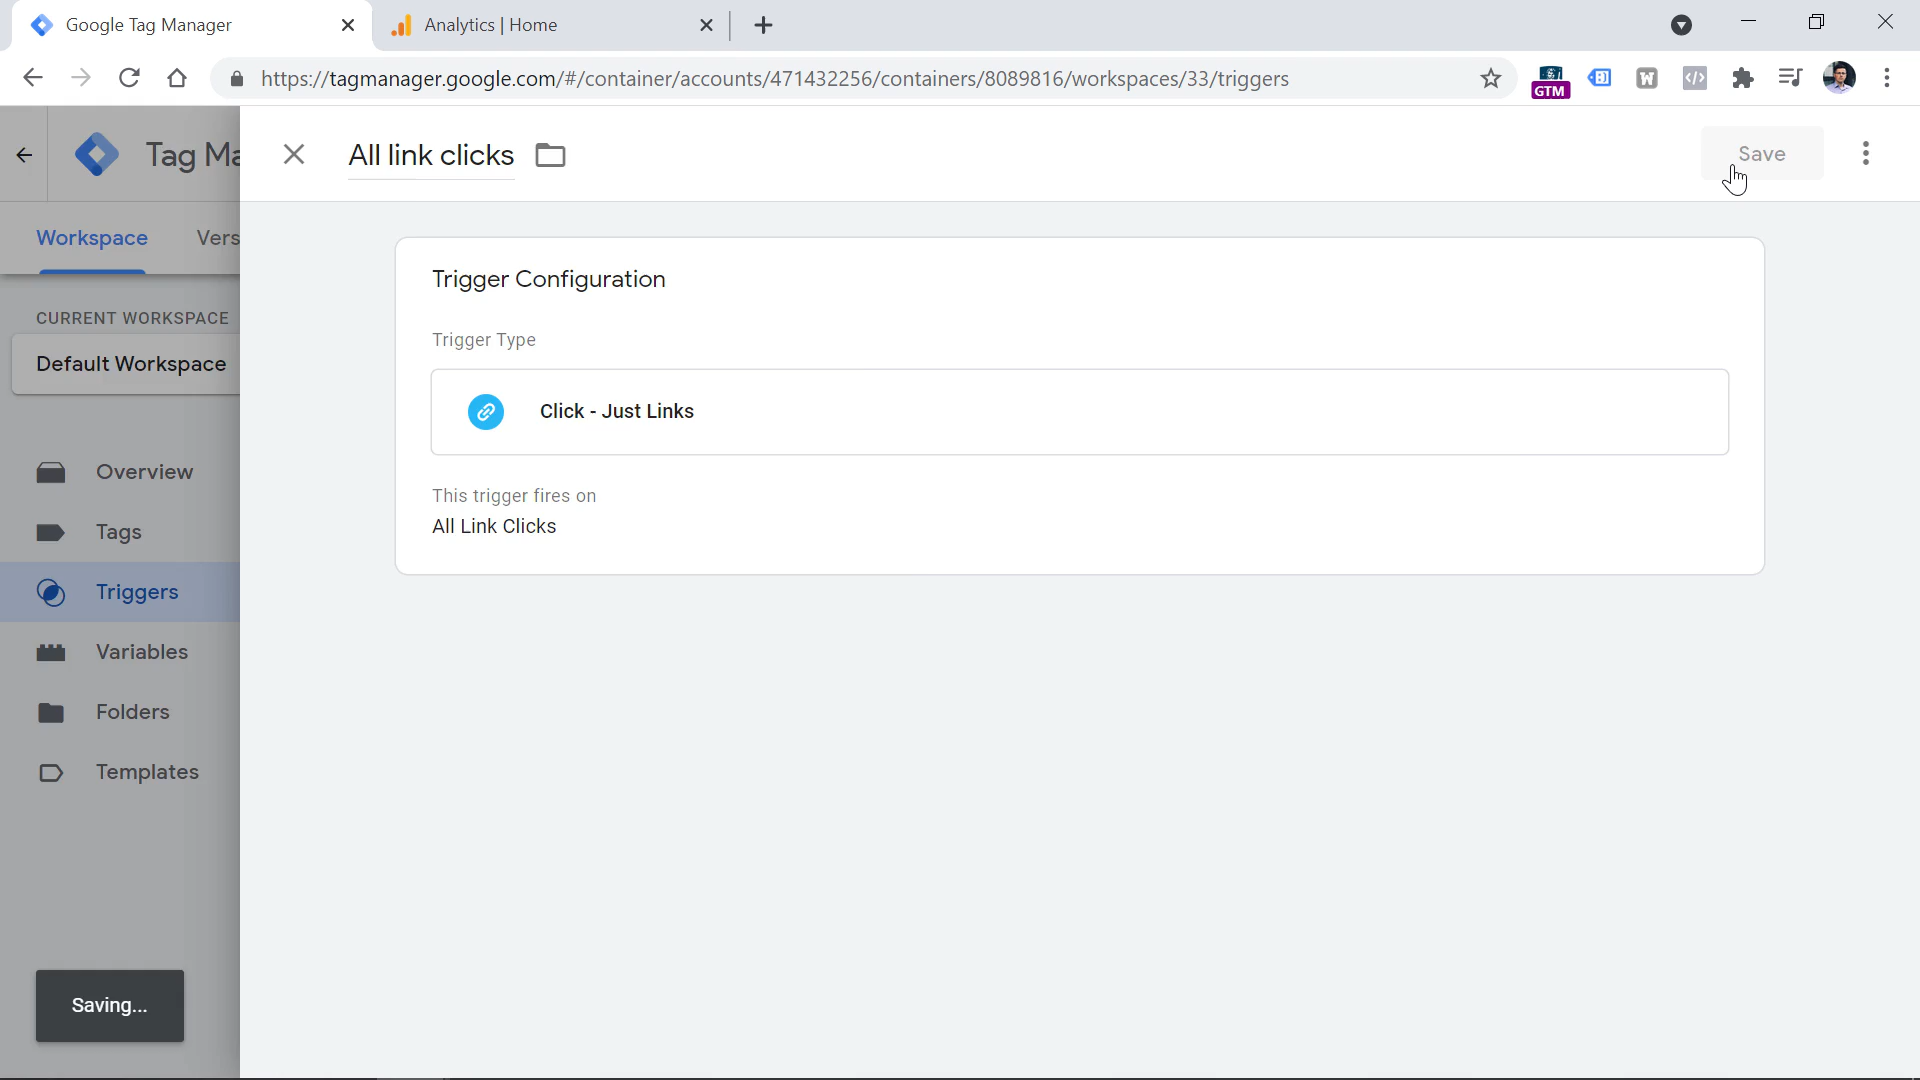 Google Tag Manager
Analytics | Home
https://tagmanager.google.com/#/container/accounts/471432256/containers/8089816/workspaces/33/triggers
GTM
W
Tag Ma
All link clicks
Save
Workspace
Vers
CURRENT WORKSPACE
Default Workspace
Overview
Tags
Triggers
Variables
Folders
Templates
Saving...
Trigger Configuration
Trigger Type
Click - Just Links
This trigger fires on
All Link Clicks